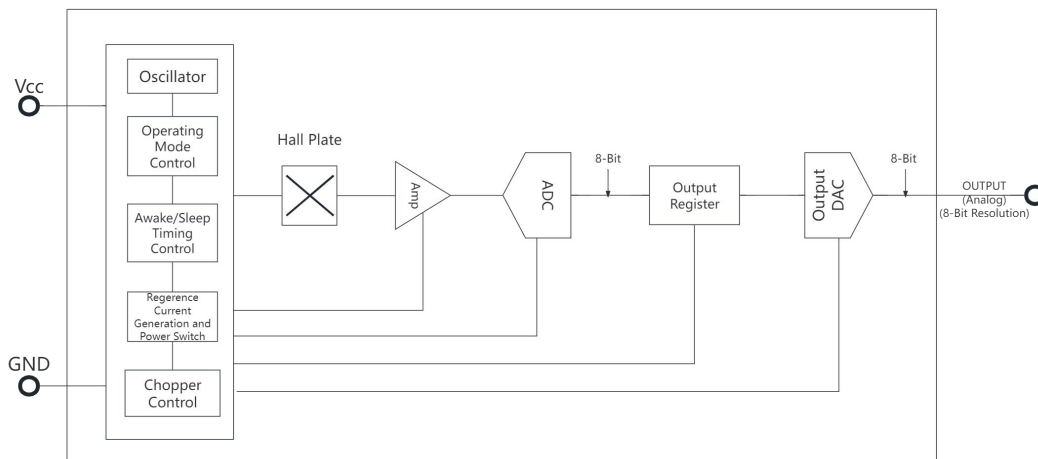 Vcc
GND
Oscillator
Operating
Mode
Control
Awake/Sleep
Timing
Control
Regerence
Current
Generation and
Power Switch
Chopper
Control
Hall Plate
Amp
ADC
8-Bit
Output
Register
Output
DAC
8-Bit
OUTPUT
(Analog)
(8-Bit Resolution)